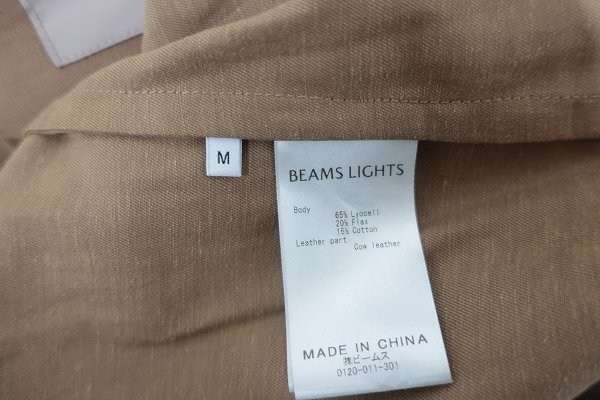 M
BEAMS LIGHTS
Body
65% Lyocell
20% Flax
15% Cotton
Leather part
Cow leather
MADE IN CHINA
㈱ビームス
0120-011-301